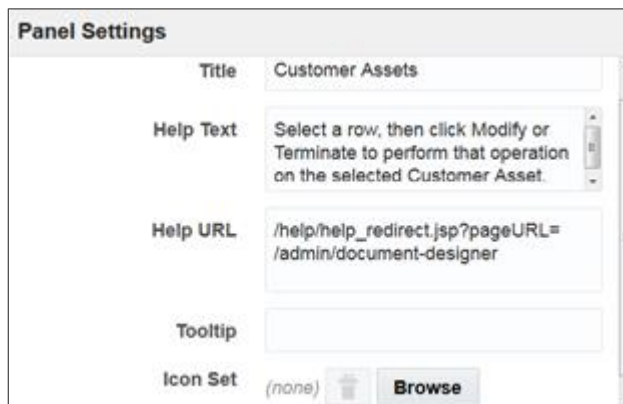 Panel Settings
Title
Customer Assets
Help Text
Select a row, then click Modify or
Terminate to perform that operation
on the selected Customer Asset.
Help URL
/help/help_redirect.jsp?pageURL=
/admin/document-designer
Tooltip
Icon Set
(none)
Browse